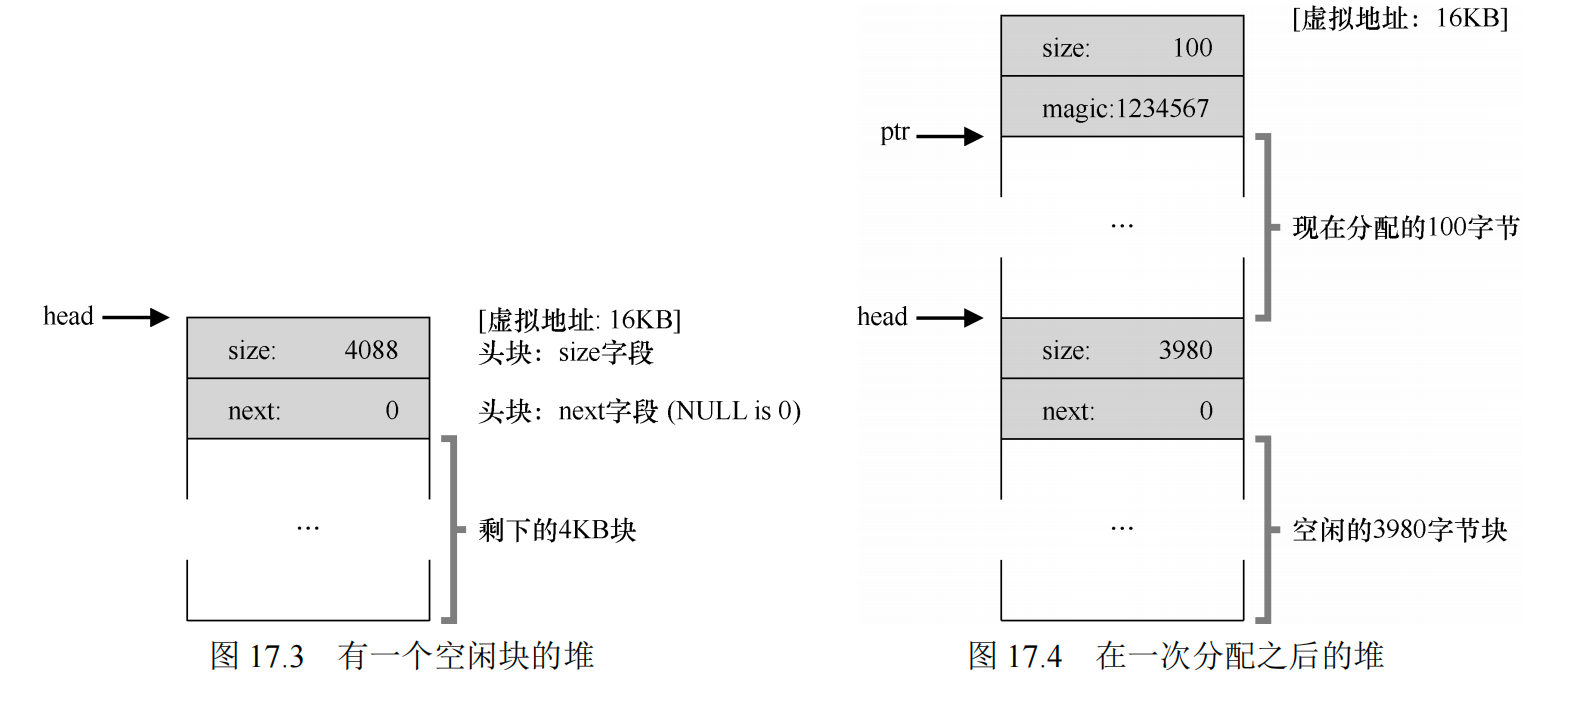 head
[虚拟地址: 16KB]
size: 4088
头块：size字段
next: 0
头块：next字段 (NULL is 0)
...
剩下的4KB块
图 17.3 有一个空闲块的堆
[虚拟地址：16KB]
size: 100
magic:1234567
ptr
...
现在分配的100字节
head
size: 3980
next: 0
...
空闲的3980字节块
图 17.4 在一次分配之后的堆